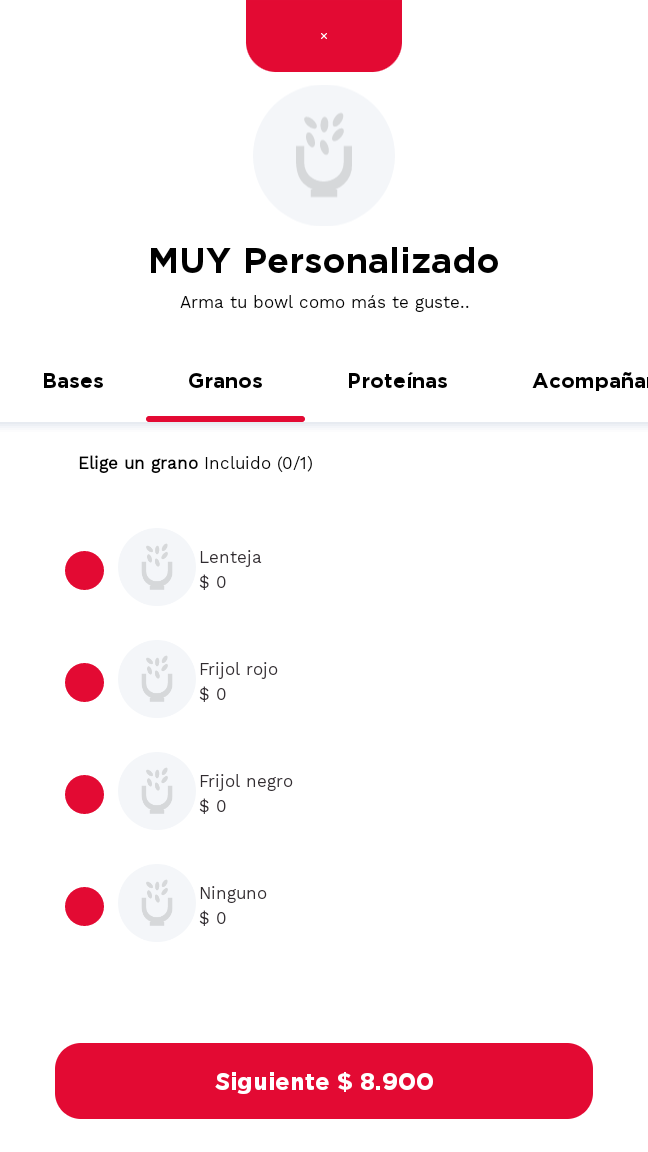 ×
MUY Personalizado
Arma tu bowl como más te guste..
Bases Granos Proteínas Acompaña
Elige un grano Incluido (0/1)
Lenteja
$ 0
Frijol rojo
$ 0
Frijol negro
$ 0
Ninguno
$ 0
Siguiente $ 8.900